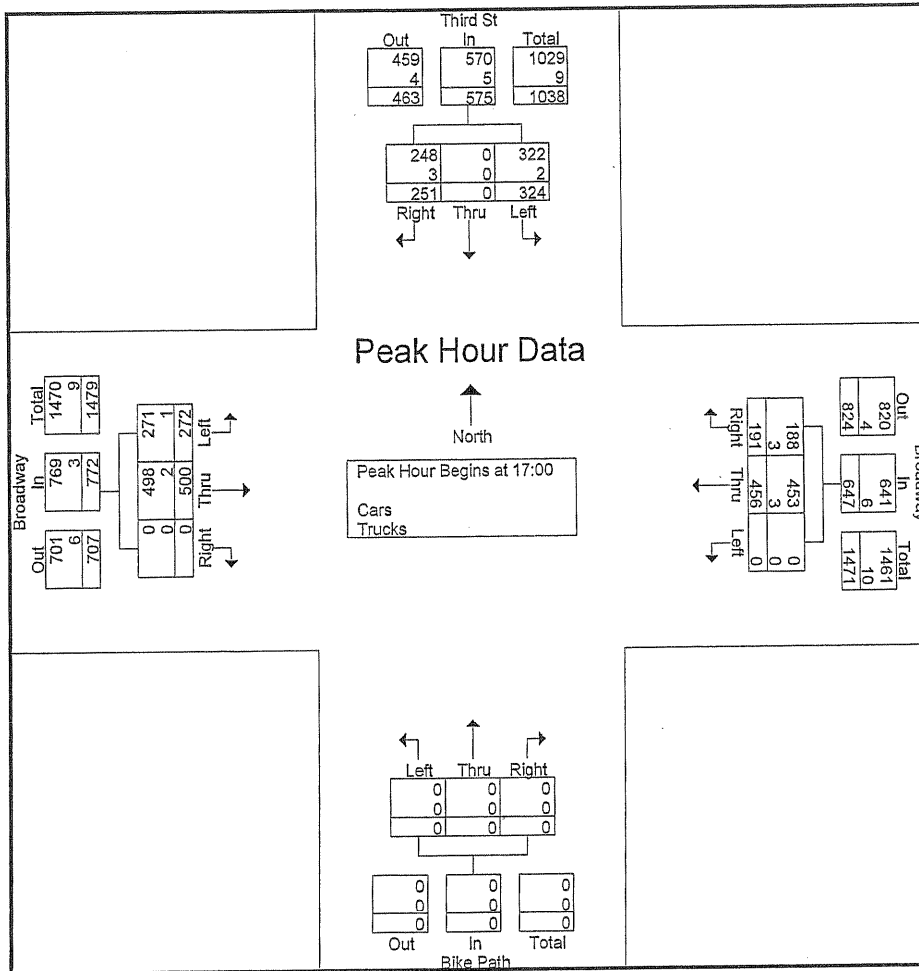 Third St
Out In Total
459 570 1029
4 5 9
463 575 1038
248 0 322
3 0 2
251 0 324
Right Thru Left
Peak Hour Data
North
Peak Hour Begins at 17:00
Cars
Trucks
Broadway
Total In Out
1470 769 701
9 3 6
1479 772 707
271 498 0
1 2 0
272 500 0
Left Thru Right
Broadway
Out In Total
820 641 1461
4 6 10
824 647 1471
188 453 0
3 3 0
191 456 0
Right Thru Left
Left Thru Right
0 0 0
0 0 0
0 0 0
0 0 0
0 0 0
0 0 0
Out In Total
Bike Path